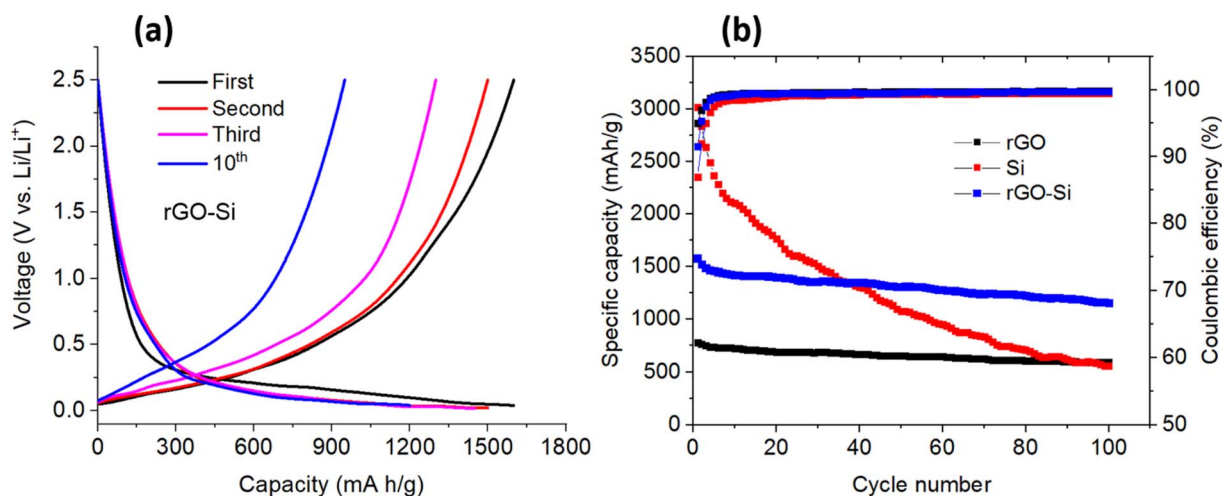 (a)
Voltage (V vs. Li/Li⁺)
2.5
2.0
1.5
1.0
0.5
0.0
First
Second
Third
10ᵗʰ
rGO-Si
0 300 600 900 1200 1500 1800
Capacity (mA h/g)
(b)
Specific capacity (mAh/g)
3500
3000
2500
2000
1500
1000
500
0
rGO
Si
rGO-Si
100
90
80
70
60
50
Coulombic efficiency (%)
0 20 40 60 80 100
Cycle number